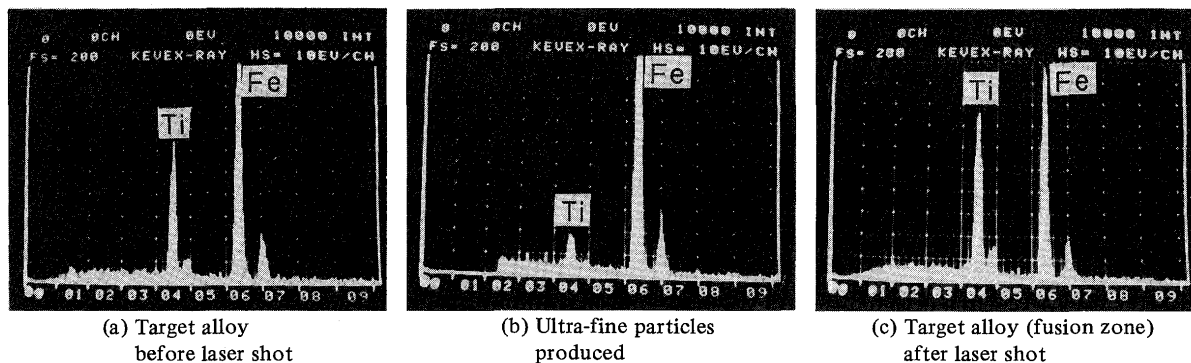 0 0CH 0EV 10000 INT
FS= 200 KEVEX-RAY HS= 10EV/CH
Ti
Fe
00 01 02 03 04 05 06 07 08 09
(a) Target alloy
before laser shot
0 0CH 0EV 10000 INT
FS= 200 KEVEX-RAY HS= 10EV/CH
Ti
Fe
00 01 02 03 04 05 06 07 08 09
(b) Ultra-fine particles
produced
0 0CH 0EV 10000 INT
FS= 200 KEVEX-RAY HS= 10EV/CH
Ti
Fe
00 01 02 03 04 05 06 07 08 09
(c) Target alloy (fusion zone)
after laser shot